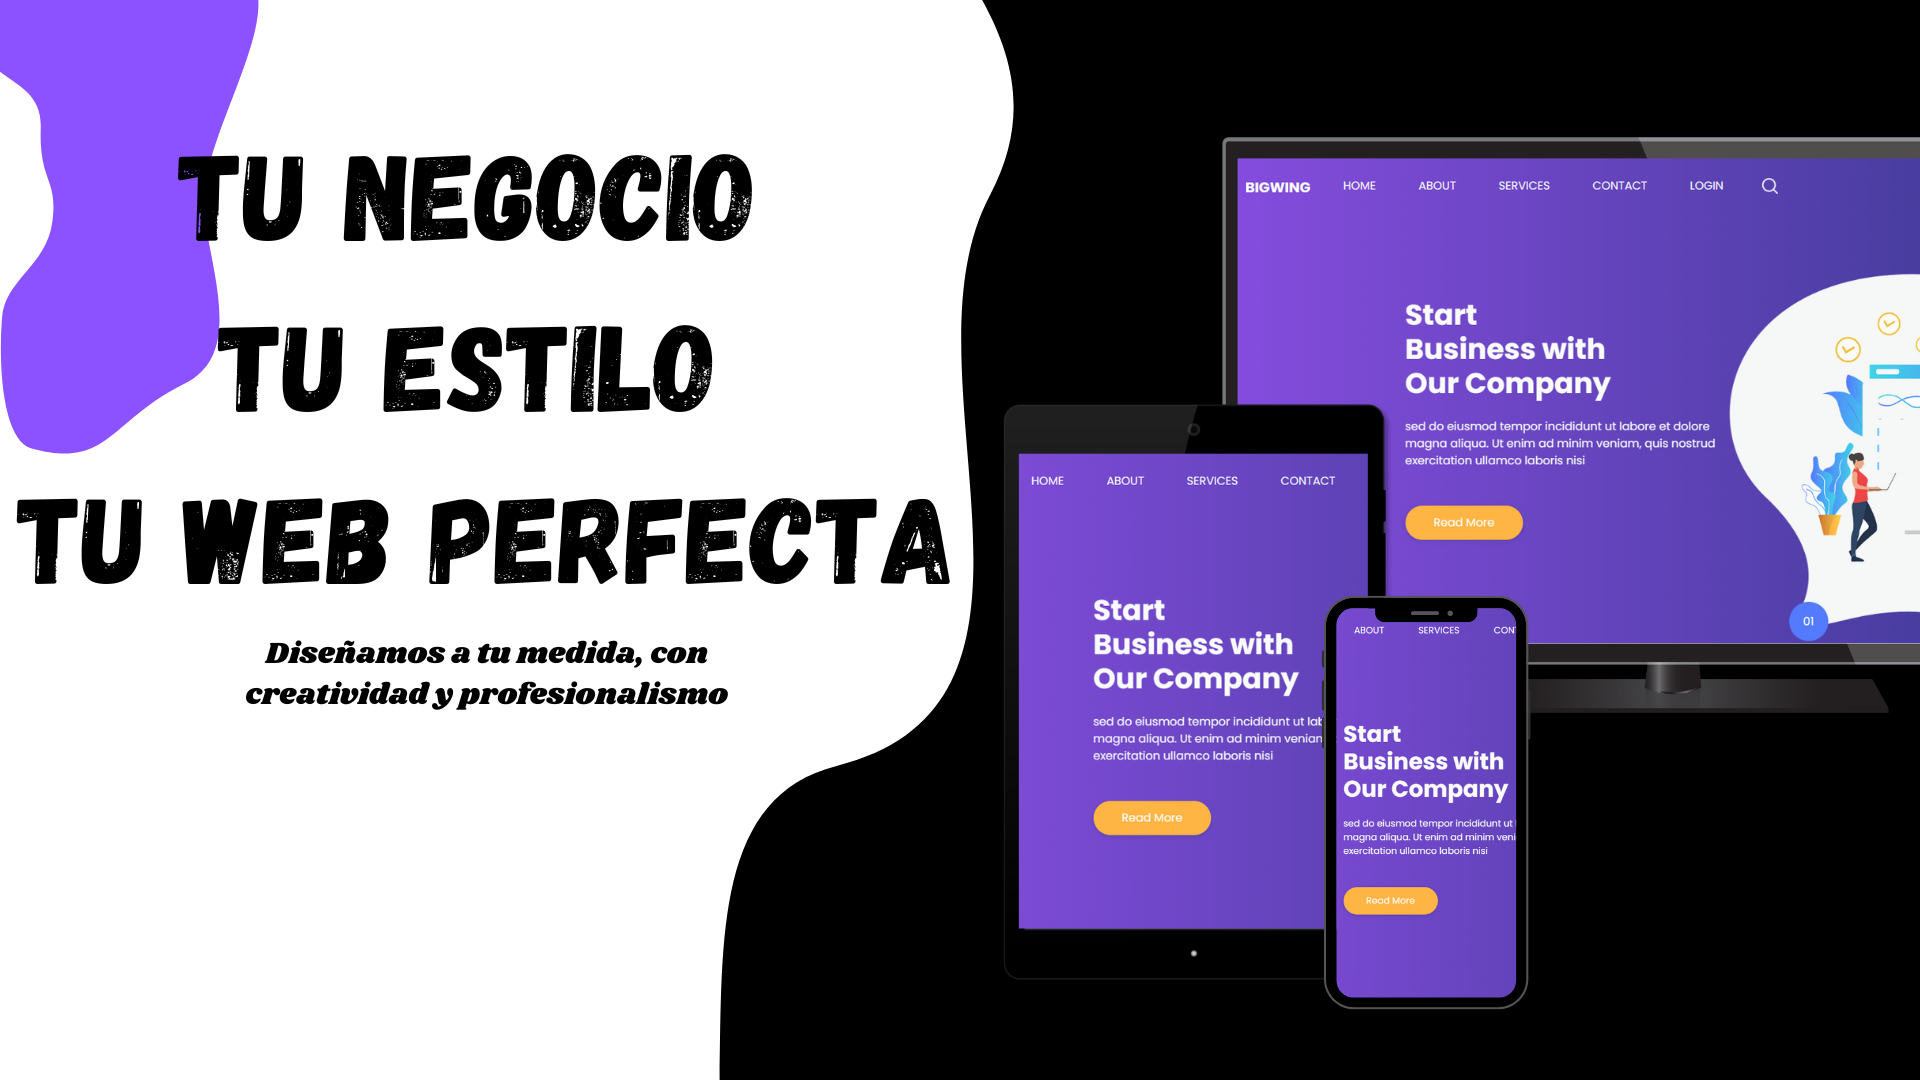 TU NEGOCIO
TU ESTILO
TU WEB PERFECTA
Diseñamos a tu medida, con
creatividad y profesionalismo
BIGWING HOME ABOUT SERVICES CONTACT LOGIN
Start
Business with
Our Company
sed do eiusmod tempor incididunt ut labore et dolore
magna aliqua. Ut enim ad minim veniam, quis nostrud
exercitation ullamco laboris nisi
Read More
01
HOME ABOUT SERVICES CONTACT
Start
Business with
Our Company
sed do eiusmod tempor incididunt ut lab
magna aliqua. Ut enim ad minim veniam
exercitation ullamco laboris nisi
Read More
ABOUT SERVICES CONT
Start
Business with
Our Company
sed do eiusmod tempor incididunt ut
magna aliqua. Ut enim ad minim veni
exercitation ullamco laboris nisi
Read More